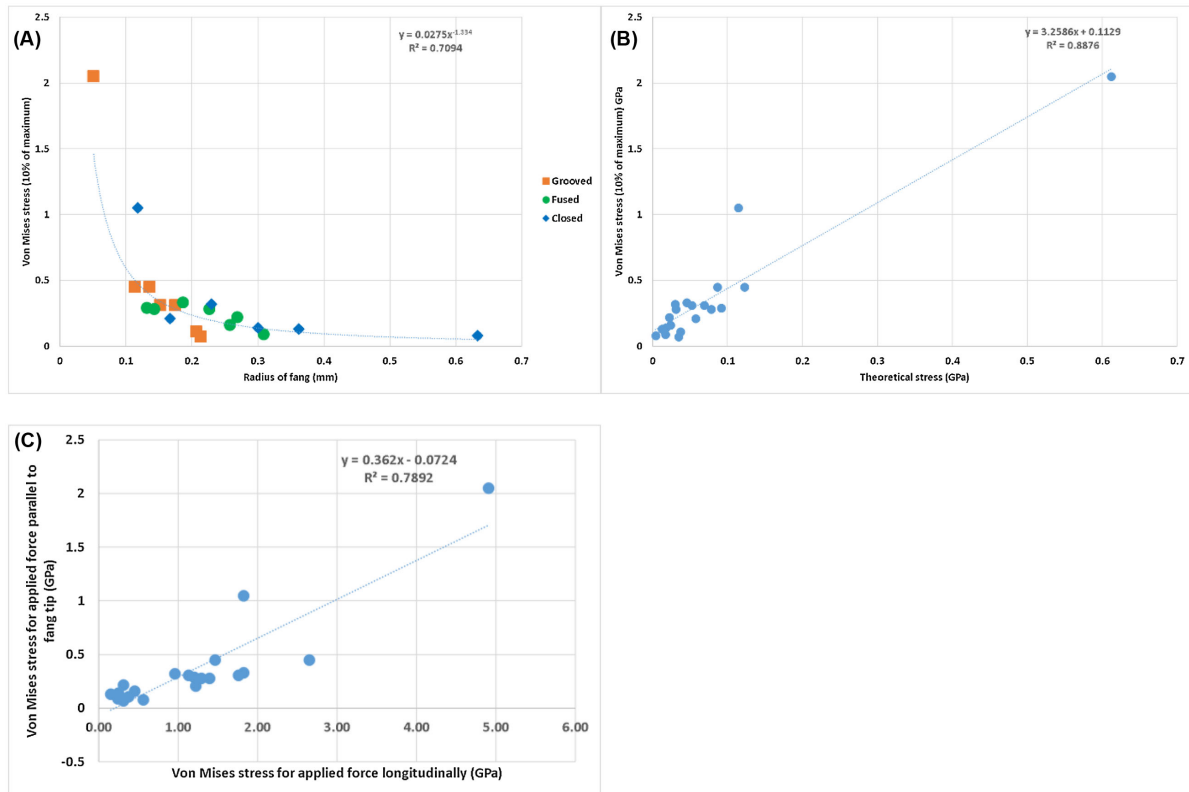 (A)
y = 0.0275x^-1.334
R² = 0.7094
Von Mises stress (10% of maximum)
2.5
2
1.5
1
0.5
0
0 0.1 0.2 0.3 0.4 0.5 0.6 0.7
Radius of fang (mm)
Grooved
Fused
Closed
(B)
y = 3.2586x + 0.1129
R² = 0.8876
Von Mises stress (10% of maximum) GPa
2.5
2
1.5
1
0.5
0
0 0.1 0.2 0.3 0.4 0.5 0.6 0.7
Theoretical stress (GPa)
(C)
y = 0.362x - 0.0724
R² = 0.7892
Von Mises stress for applied force parallel to
fang tip (GPa)
2.5
2
1.5
1
0.5
0
-0.5
0.00 1.00 2.00 3.00 4.00 5.00 6.00
Von Mises stress for applied force longitudinally (GPa)